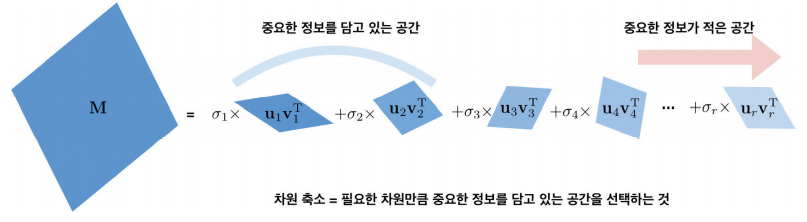 중요한 정보를 담고 있는 공간
중요한 정보가 적은 공간
M = σ₁× u₁v₁ᵀ +σ₂× u₂v₂ᵀ +σ₃× u₃v₃ᵀ +σ₄× u₄v₄ᵀ ··· +σᵣ× uᵣvᵣᵀ
차원 축소 = 필요한 차원만큼 중요한 정보를 담고 있는 공간을 선택하는 것